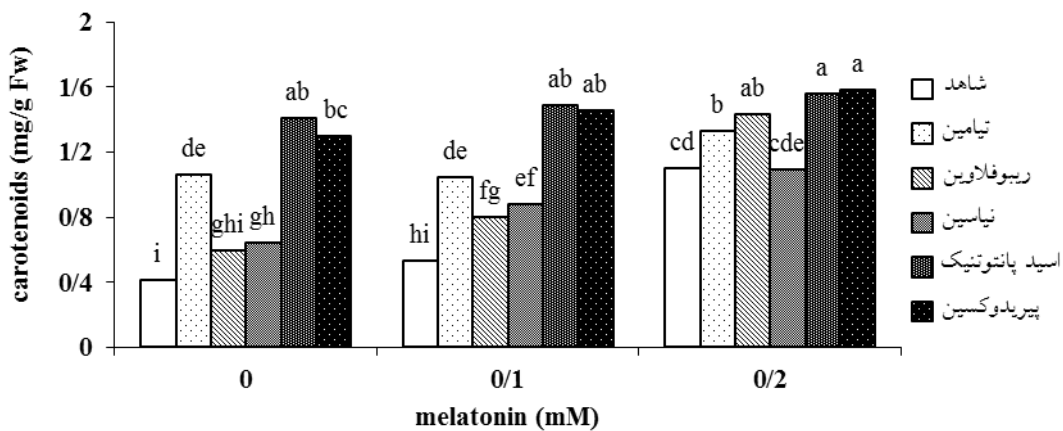 carotenoids (mg/g Fw)
2
1/6
1/2
0/8
0/4
0
i
de
ghi
gh
ab
bc
hi
de
fg
ef
ab
ab
cd
b
ab
cde
a
a
0
0/1
0/2
melatonin (mM)
شاهد
تیامین
ریبوفلاوین
نیاسین
اسید پانتوتنیک
پیریدوکسین